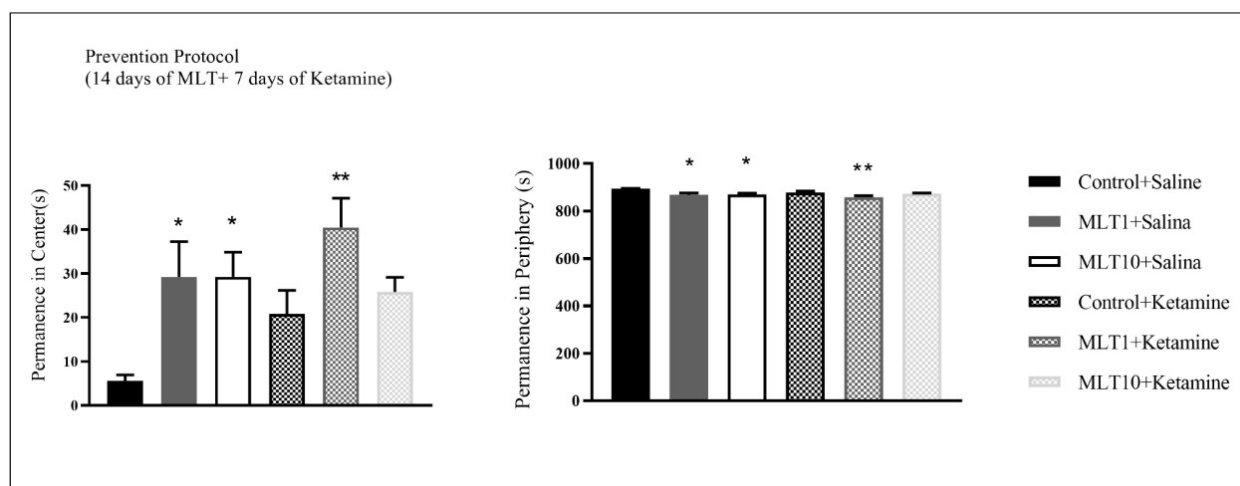 Prevention Protocol
(14 days of MLT+ 7 days of Ketamine)
Permanence in Center(s)
50
40
30
20
10
0
*
*
**
Permanence in Periphery (s)
1000
800
600
400
200
0
*
*
**
Control+Saline
MLT1+Salina
MLT10+Salina
Control+Ketamine
MLT1+Ketamine
MLT10+Ketamine